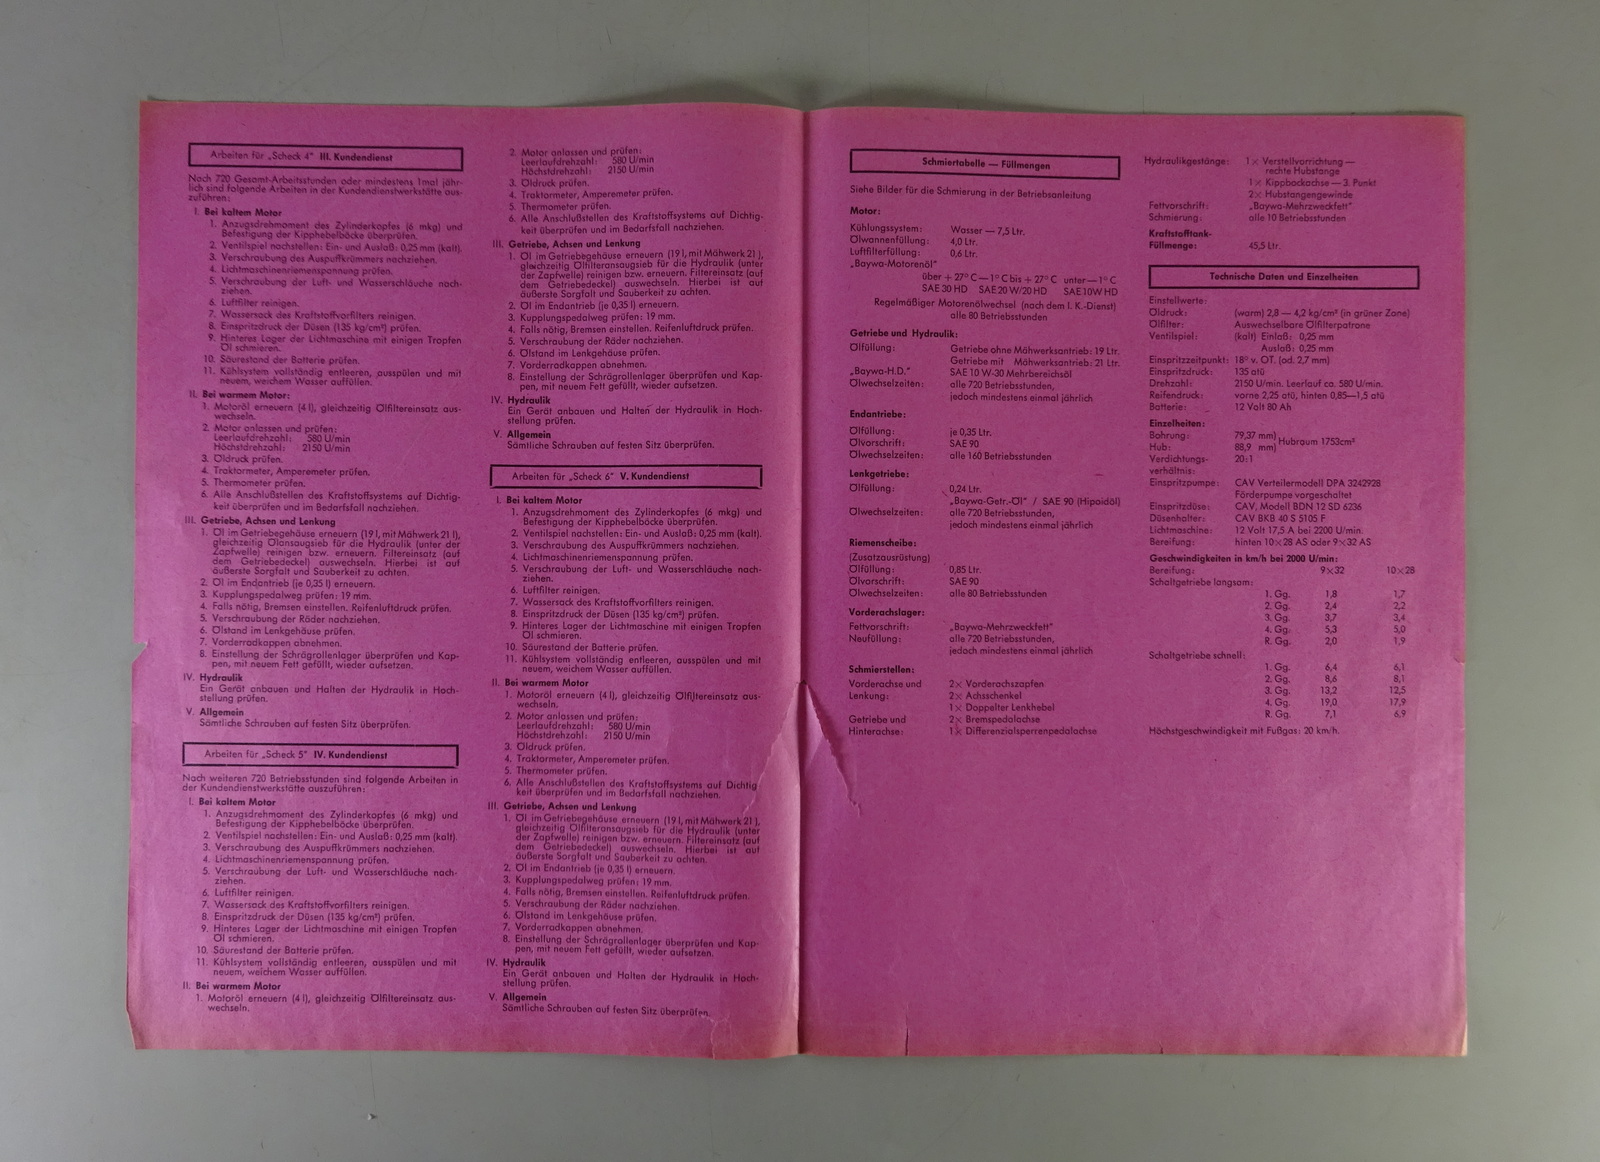 Arbeiten für „Scheck 4" III. Kundendienst
Nach 720 Gesamt-Arbeitsstunden oder mindestens 1mal jähr-
lich sind folgende Arbeiten in der Kundendienstwerkstätte aus-
zuführen:
I. Bei kaltem Motor
1. Anzugsdrehmoment des Zylinderkopfes (6 mkg) und
Befestigung der Kipphebelböcke überprüfen.
2. Ventilspiel nachstellen: Ein- und Auslaß: 0,25 mm (kalt).
3. Verschraubung des Auspuffkrümmers nachziehen.
4. Lichtmaschinenriemenspannung prüfen.
5. Verschraubung der Luft- und Wasserschläuche nach-
ziehen.
6. Luftfilter reinigen.
7. Wassersack des Kraftstoffvorfilters reinigen.
8. Einspritzdruck der Düsen (135 kg/cm²) prüfen.
9. Hinteres Lager der Lichtmaschine mit einigen Tropfen
Öl schmieren.
10. Säurestand der Batterie prüfen.
11. Kühlsystem vollständig entleeren, ausspülen und mit
neuem, weichem Wasser auffüllen.
II. Bei warmem Motor:
1. Motoröl erneuern (4 l), gleichzeitig Ölfiltereinsatz aus-
wechseln.
2. Motor anlassen und prüfen:
Leerlaufdrehzahl: 580 U/min
Höchstdrehzahl: 2150 U/min
3. Öldruck prüfen.
4. Traktormeter, Amperemeter prüfen.
5. Thermometer prüfen.
6. Alle Anschlußstellen des Kraftstoffsystems auf Dichtig-
keit überprüfen und im Bedarfsfall nachziehen.
III. Getriebe, Achsen und Lenkung
1. Öl im Getriebegehäuse erneuern (19 l, mit Mähwerk 21 l),
gleichzeitig Ölansaugsieb für die Hydraulik (unter der
Zapfwelle) reinigen bzw. erneuern. Filtereinsatz (auf
dem Getriebedeckel) auswechseln. Hierbei ist auf
äußerste Sorgfalt und Sauberkeit zu achten.
2. Öl im Endantrieb (je 0,35 l) erneuern.
3. Kupplungspedalweg prüfen: 19 mm.
4. Falls nötig, Bremsen einstellen. Reifenluftdruck prüfen.
5. Verschraubung der Räder nachziehen.
6. Ölstand im Lenkgehäuse prüfen.
7. Vorderradkappen abnehmen.
8. Einstellung der Schrägrollenlager überprüfen und Kap-
pen, mit neuem Fett gefüllt, wieder aufsetzen.
IV. Hydraulik
Ein Gerät anbauen und Halten der Hydraulik in Hoch-
stellung prüfen.
V. Allgemein
Sämtliche Schrauben auf festen Sitz überprüfen.
Arbeiten für „Scheck 5" IV. Kundendienst
Nach weiteren 720 Betriebsstunden sind folgende Arbeiten in
der Kundendienstwerkstätte auszuführen:
I. Bei kaltem Motor
1. Anzugsdrehmoment des Zylinderkopfes (6 mkg) und
Befestigung der Kipphebelböcke überprüfen.
2. Ventilspiel nachstellen: Ein- und Auslaß: 0,25 mm (kalt).
3. Verschraubung des Auspuffkrümmers nachziehen.
4. Lichtmaschinenriemenspannung prüfen.
5. Verschraubung der Luft- und Wasserschläuche nach-
ziehen.
6. Luftfilter reinigen.
7. Wassersack des Kraftstoffvorfilters reinigen.
8. Einspritzdruck der Düsen (135 kg/cm²) prüfen.
9. Hinteres Lager der Lichtmaschine mit einigen Tropfen
Öl schmieren.
10. Säurestand der Batterie prüfen.
11. Kühlsystem vollständig entleeren, ausspülen und mit
neuem, weichem Wasser auffüllen.
II. Bei warmem Motor
1. Motoröl erneuern (4 l), gleichzeitig Ölfiltereinsatz aus-
wechseln.
2. Motor anlassen und prüfen:
Leerlaufdrehzahl: 580 U/min
Höchstdrehzahl: 2150 U/min
3. Öldruck prüfen.
4. Traktormeter, Amperemeter prüfen.
5. Thermometer prüfen.
6. Alle Anschlußstellen des Kraftstoffsystems auf Dichtig-
keit überprüfen und im Bedarfsfall nachziehen.
III. Getriebe, Achsen und Lenkung
1. Öl im Getriebegehäuse erneuern (19 l, mit Mähwerk 21 l),
gleichzeitig Ölfilteransaugsieb für die Hydraulik (unter
der Zapfwelle) reinigen bzw. erneuern. Filtereinsatz (auf
dem Getriebedeckel) auswechseln. Hierbei ist auf
äußerste Sorgfalt und Sauberkeit zu achten.
2. Öl im Endantrieb (je 0,35 l) erneuern.
3. Kupplungspedalweg prüfen: 19 mm.
4. Falls nötig, Bremsen einstellen. Reifenluftdruck prüfen.
5. Verschraubung der Räder nachziehen.
6. Ölstand im Lenkgehäuse prüfen.
7. Vorderradkappen abnehmen.
8. Einstellung der Schrägrollenlager überprüfen und Kap-
pen, mit neuem Fett gefüllt, wieder aufsetzen.
IV. Hydraulik
Ein Gerät anbauen und Halten der Hydraulik in Hoch-
stellung prüfen.
V. Allgemein
Sämtliche Schrauben auf festen Sitz überprüfen.
Arbeiten für „Scheck 6" V. Kundendienst
I. Bei kaltem Motor
1. Anzugsdrehmoment des Zylinderkopfes (6 mkg) und
Befestigung der Kipphebelböcke überprüfen.
2. Ventilspiel nachstellen: Ein- und Auslaß: 0,25 mm (kalt).
3. Verschraubung des Auspuffkrümmers nachziehen.
4. Lichtmaschinenriemenspannung prüfen.
5. Verschraubung der Luft- und Wasserschläuche nach-
ziehen.
6. Luftfilter reinigen.
7. Wassersack des Kraftstoffvorfilters reinigen.
8. Einspritzdruck der Düsen (135 kg/cm²) prüfen.
9. Hinteres Lager der Lichtmaschine mit einigen Tropfen
Öl schmieren.
10. Säurestand der Batterie prüfen.
11. Kühlsystem vollständig entleeren, ausspülen und mit
neuem, weichem Wasser auffüllen.
II. Bei warmem Motor
1. Motoröl erneuern (4 l), gleichzeitig Ölfiltereinsatz aus-
wechseln.
2. Motor anlassen und prüfen:
Leerlaufdrehzahl: 580 U/min
Höchstdrehzahl: 2150 U/min
3. Öldruck prüfen.
4. Traktormeter, Amperemeter prüfen.
5. Thermometer prüfen.
6. Alle Anschlußstellen des Kraftstoffsystems auf Dichtig
keit überprüfen und im Bedarfsfall nachziehen.
III. Getriebe, Achsen und Lenkung
1. Öl im Getriebegehäuse erneuern (19 l, mit Mähwerk 21 l),
gleichzeitig Ölfilteransaugsieb für die Hydraulik (unter
der Zapfwelle) reinigen bzw. erneuern. Filtereinsatz (auf
dem Getriebedeckel) auswechseln. Hierbei ist auf
äußerste Sorgfalt und Sauberkeit zu achten.
2. Öl im Endantrieb (je 0,35 l) erneuern.
3. Kupplungspedalweg prüfen: 19 mm.
4. Falls nötig, Bremsen einstellen. Reifenluftdruck prüfen.
5. Verschraubung der Räder nachziehen.
6. Ölstand im Lenkgehäuse prüfen.
7. Vorderradkappen abnehmen.
8. Einstellung der Schrägrollenlager überprüfen und Kap-
pen, mit neuem Fett gefüllt, wieder aufsetzen.
IV. Hydraulik
Ein Gerät anbauen und Halten der Hydraulik in Hoch-
stellung prüfen.
V. Allgemein
Sämtliche Schrauben auf festen Sitz überprüfen.
Schmiertabelle — Füllmengen
Siehe Bilder für die Schmierung in der Betriebsanleitung
Motor:
Kühlungssystem: Wasser — 7,5 Ltr.
Ölwannenfüllung: 4,0 Ltr.
Luftfilterfüllung: 0,6 Ltr.
„Baywa-Motorenöl"
über + 27° C —1° C bis + 27° C unter —1° C
SAE 30 HD SAE 20 W/20 HD SAE 10W HD
Regelmäßiger Motorenölwechsel (nach dem I. K.-Dienst)
alle 80 Betriebsstunden
Getriebe und Hydraulik:
Ölfüllung: Getriebe ohne Mähwerksantrieb: 19 Ltr.
Getriebe mit Mähwerksantrieb: 21 Ltr.
„Baywa-H.D." SAE 10 W-30 Mehrbereichsöl
Ölwechselzeiten: alle 720 Betriebsstunden,
jedoch mindestens einmal jährlich
Endantriebe:
Ölfüllung: je 0,35 Ltr.
Ölvorschrift: SAE 90
Ölwechselzeiten: alle 160 Betriebsstunden
Lenkgetriebe:
Ölfüllung: 0,24 Ltr.
„Baywa-Getr.-Öl" / SAE 90 (Hipoidöl)
Ölwechselzeiten: alle 720 Betriebsstunden,
jedoch mindestens einmal jährlich
Riemenscheibe:
(Zusatzausrüstung)
Ölfüllung: 0,85 Ltr.
Ölvorschrift: SAE 90
Ölwechselzeiten: alle 80 Betriebsstunden
Vorderachslager:
Fettvorschrift: „Baywa-Mehrzweckfett"
Neufüllung: alle 720 Betriebsstunden,
jedoch mindestens einmal jährlich
Schmierstellen:
Vorderachse und 2× Vorderachszapfen
Lenkung: 2× Achsschenkel
1× Doppelter Lenkhebel
Getriebe und 2× Bremspedalachse
Hinterachse: 1× Differenzialsperrenpedalachse
Hydraulikgestänge: 1× Verstellvorrichtung —
rechte Hubstange
1× Kippbockachse — 3. Punkt
2× Hubstangengewinde
Fettvorschrift: „Baywa-Mehrzweckfett"
Schmierung: alle 10 Betriebsstunden
Kraftstofftank-
Füllmenge: 45,5 Ltr.
Technische Daten und Einzelheiten
Einstellwerte:
Öldruck: (warm) 2,8 — 4,2 kg/cm² (in grüner Zone)
Ölfilter: Auswechselbare Ölfilterpatrone
Ventilspiel: (kalt) Einlaß: 0,25 mm
Auslaß: 0,25 mm
Einspritzzeitpunkt: 18° v. OT. (od. 2,7 mm)
Einspritzdruck: 135 atü
Drehzahl: 2150 U/min. Leerlauf ca. 580 U/min.
Reifendruck: vorne 2,25 atü, hinten 0,85—1,5 atü
Batterie: 12 Volt 80 Ah
Einzelheiten:
Bohrung: 79,37 mm)
Hub: 88,9 mm) Hubraum 1753cm³
Verdichtungs- 20:1
verhältnis:
Einspritzpumpe: CAV Verteilermodell DPA 3242928
Förderpumpe vorgeschaltet
Einspritzdüse: CAV, Modell BDN 12 SD 6236
Düsenhalter: CAV BKB 40 S 5105 F
Lichtmaschine: 12 Volt 17,5 A bei 2200 U/min.
Bereifung: hinten 10×28 AS oder 9×32 AS
Geschwindigkeiten in km/h bei 2000 U/min:
Bereifung: 9×32 10×28
Schaltgetriebe langsam:
1. Gg. 1,8 1,7
2. Gg. 2,4 2,2
3. Gg. 3,7 3,4
4. Gg. 5,3 5,0
R. Gg. 2,0 1,9
Schaltgetriebe schnell:
1. Gg. 6,4 6,1
2. Gg. 8,6 8,1
3. Gg. 13,2 12,5
4. Gg. 19,0 17,9
R. Gg. 7,1 6,9
Höchstgeschwindigkeit mit Fußgas: 20 km/h.